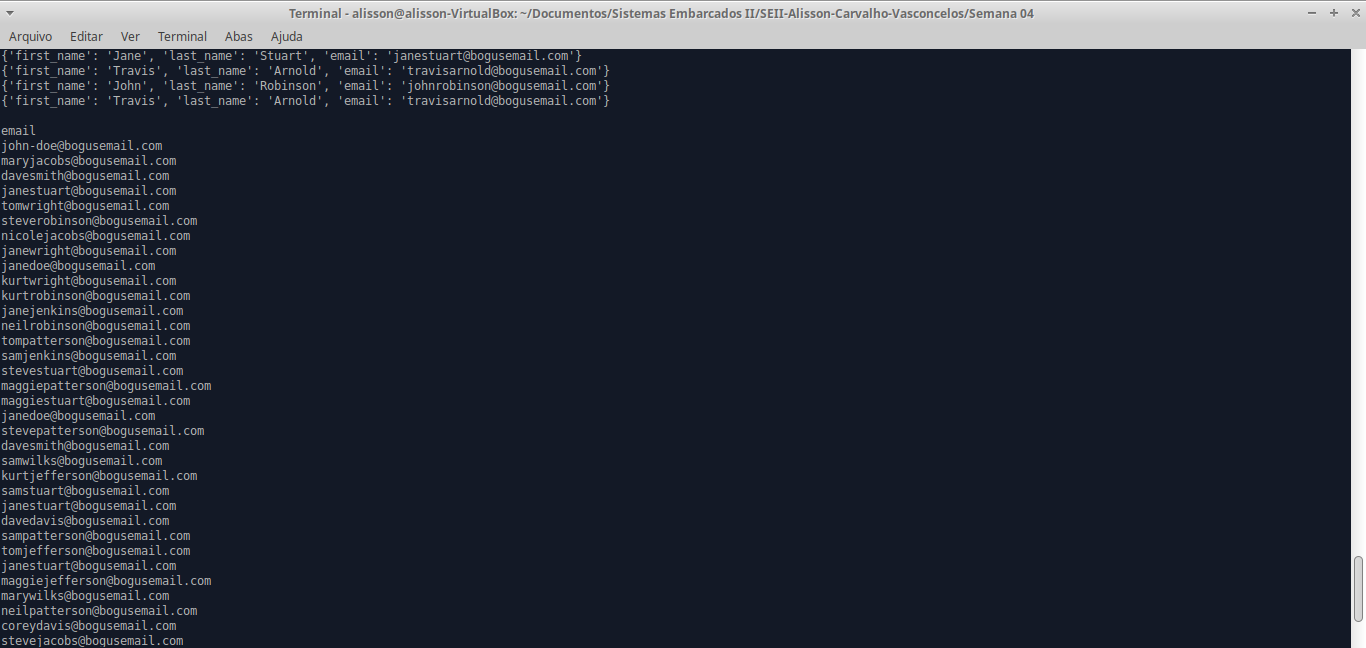 Terminal - alisson@alisson-VirtualBox: ~/Documentos/Sistemas Embarcados II/SEII-Alisson-Carvalho-Vasconcelos/Semana 04
Arquivo Editar Ver Terminal Abas Ajuda
{'first_name': 'Jane', 'last_name': 'Stuart', 'email': 'janestuart@bogusemail.com'}
{'first_name': 'Travis', 'last_name': 'Arnold', 'email': 'travisarnold@bogusemail.com'}
{'first_name': 'John', 'last_name': 'Robinson', 'email': 'johnrobinson@bogusemail.com'}
{'first_name': 'Travis', 'last_name': 'Arnold', 'email': 'travisarnold@bogusemail.com'}
email
john-doe@bogusemail.com
maryjacobs@bogusemail.com
davesmith@bogusemail.com
janestuart@bogusemail.com
tomwright@bogusemail.com
steverobinson@bogusemail.com
nicolejacobs@bogusemail.com
janewright@bogusemail.com
janedoe@bogusemail.com
kurtwright@bogusemail.com
kurtrobinson@bogusemail.com
janejenkins@bogusemail.com
neilrobinson@bogusemail.com
tompatterson@bogusemail.com
samjenkins@bogusemail.com
stevestuart@bogusemail.com
maggiepatterson@bogusemail.com
maggiestuart@bogusemail.com
janedoe@bogusemail.com
stevepatterson@bogusemail.com
davesmith@bogusemail.com
samwilks@bogusemail.com
kurtjefferson@bogusemail.com
samstuart@bogusemail.com
janestuart@bogusemail.com
davedavis@bogusemail.com
sampatterson@bogusemail.com
tomjefferson@bogusemail.com
janestuart@bogusemail.com
maggiejefferson@bogusemail.com
marywilks@bogusemail.com
neilpatterson@bogusemail.com
coreydavis@bogusemail.com
stevejacobs@bogusemail.com